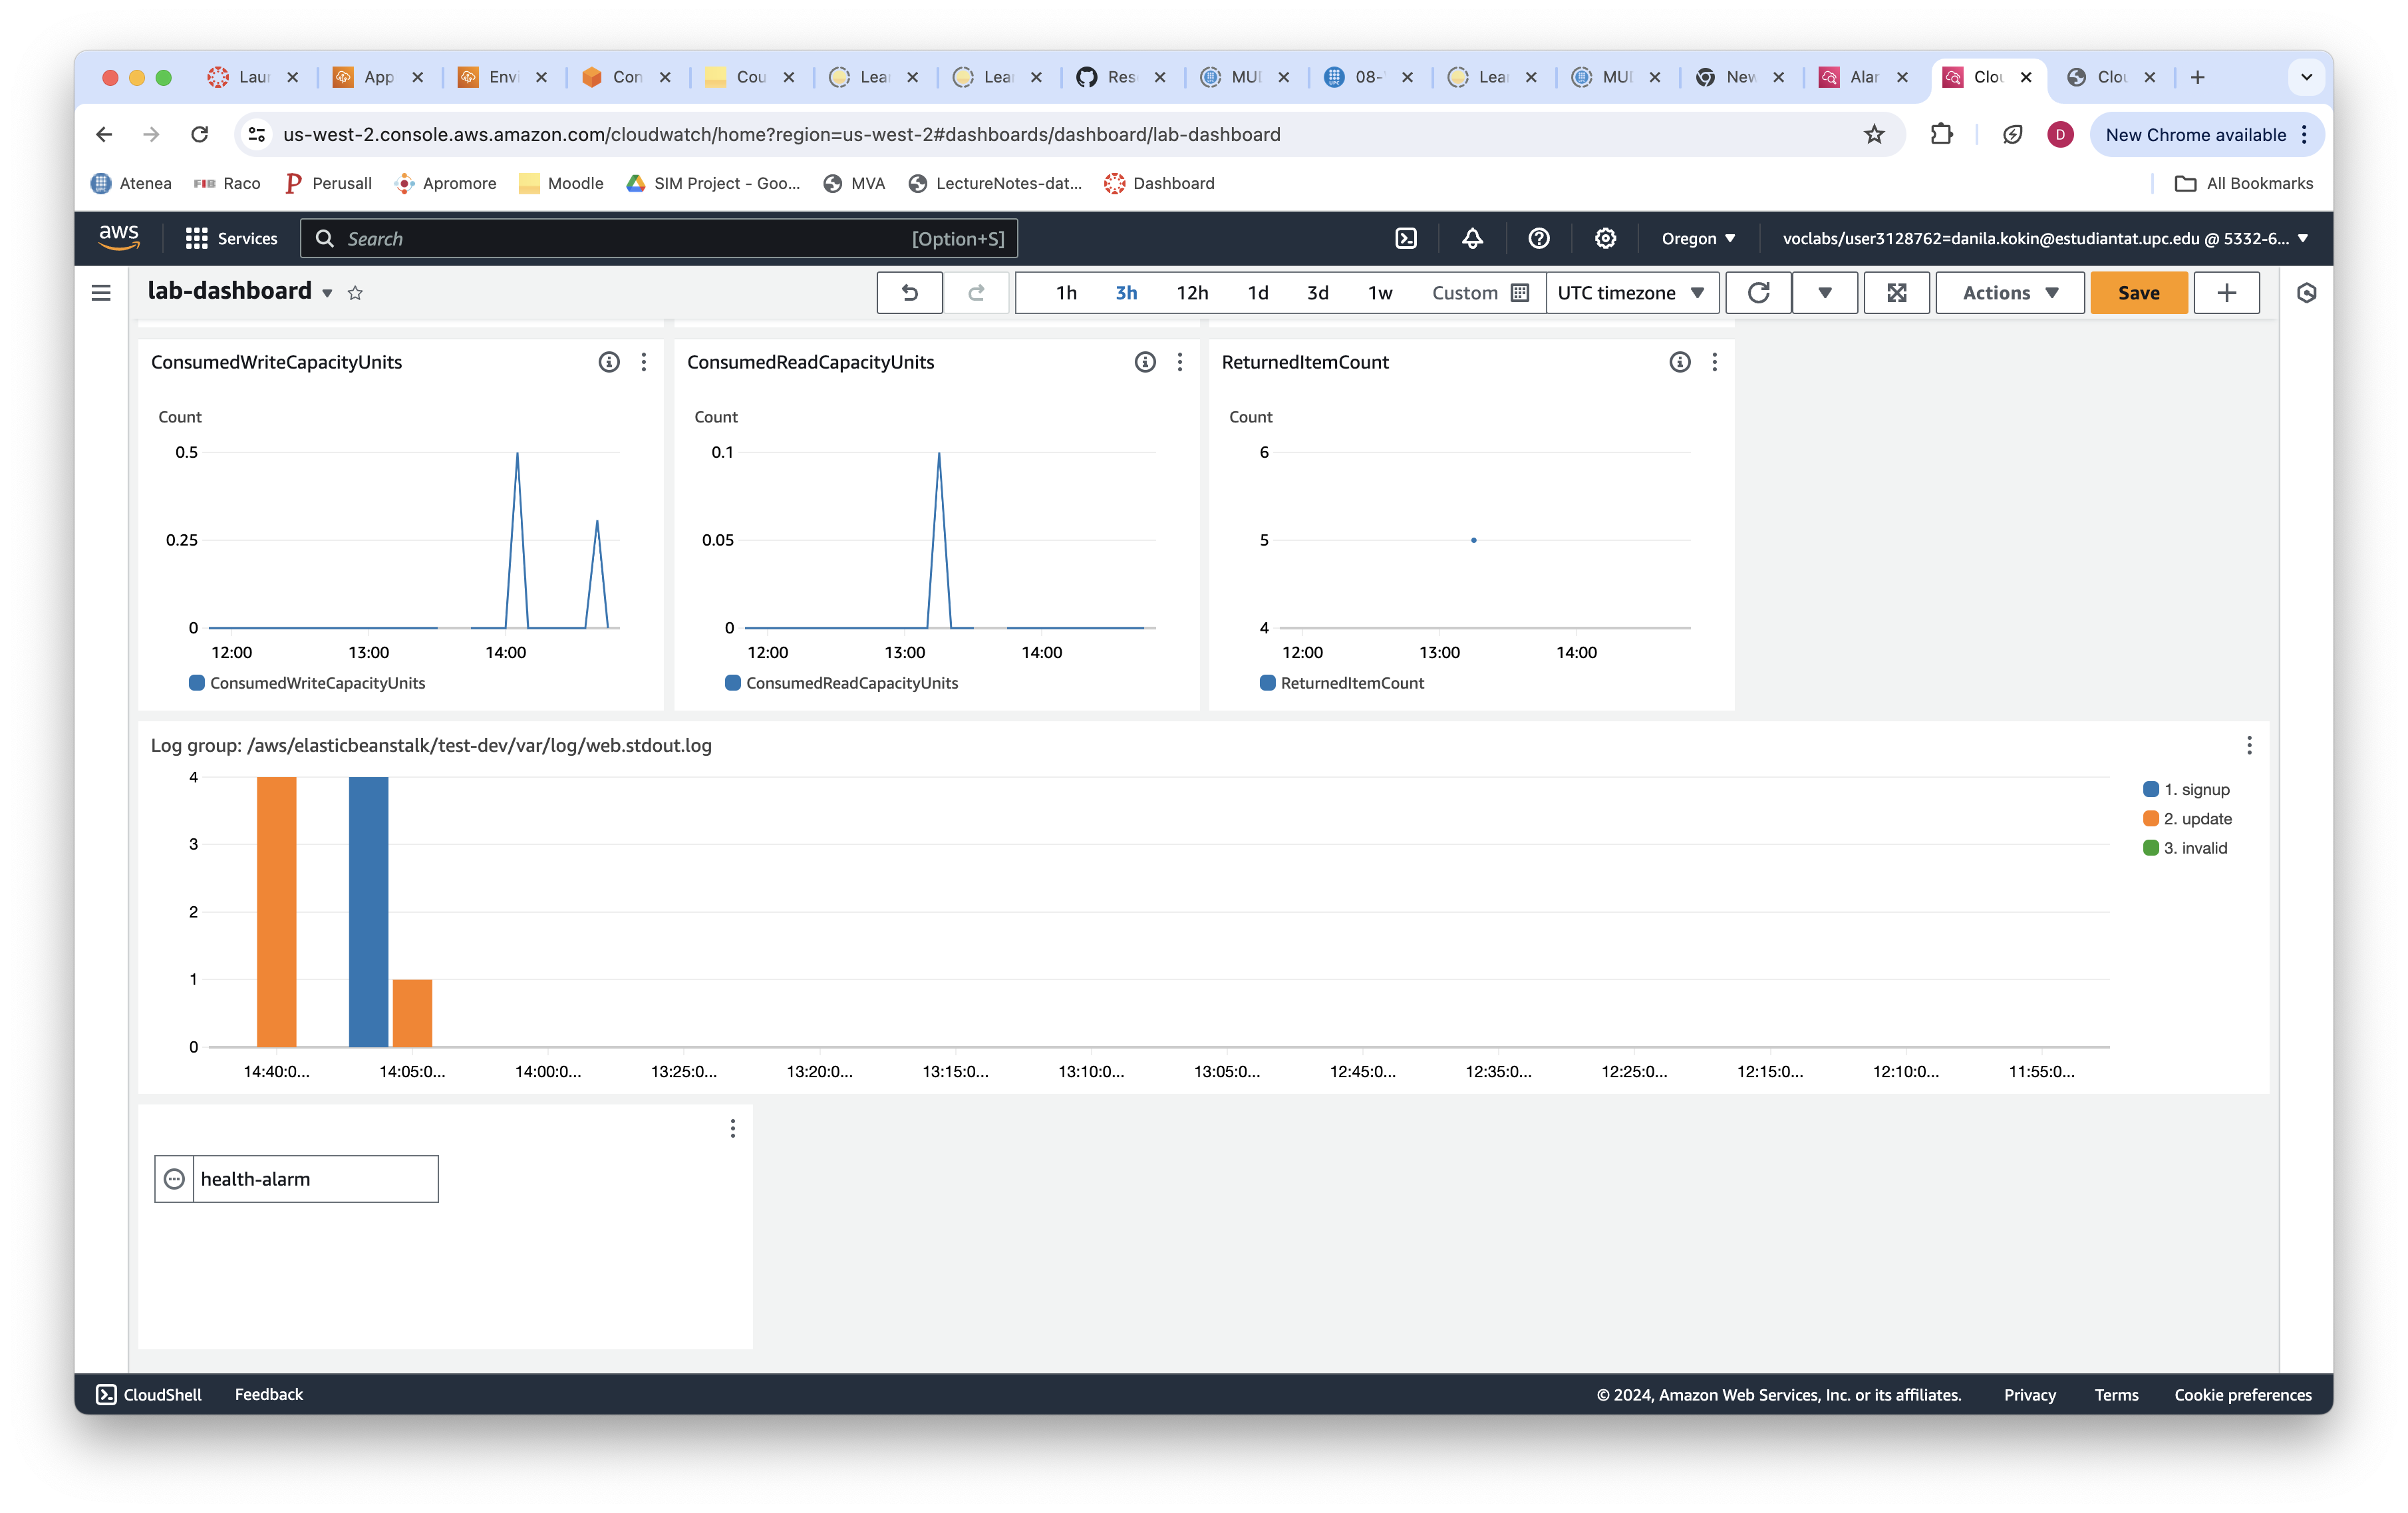 Lau
App
Envi
Con
Cou
Lea
Lea
Res
MU
08-
Lea
MU
New
Alar
Clou
Clou
us-west-2.console.aws.amazon.com/cloudwatch/home?region=us-west-2#dashboards/dashboard/lab-dashboard
D
New Chrome available
Atenea
FIB Raco
Perusall
Apromore
Moodle
SIM Project - Goo...
MVA
LectureNotes-dat...
Dashboard
All Bookmarks
aws
Services
Search
[Option+S]
Oregon
voclabs/user3128762=danila.kokin@estudiantat.upc.edu @ 5332-6...
lab-dashboard
1h
3h
12h
1d
3d
1w
Custom
UTC timezone
Actions
Save
ConsumedWriteCapacityUnits
Count
0.5
0.25
0
12:00 13:00 14:00
ConsumedWriteCapacityUnits
ConsumedReadCapacityUnits
Count
0.1
0.05
0
12:00 13:00 14:00
ConsumedReadCapacityUnits
ReturnedItemCount
Count
6
5
4
12:00 13:00 14:00
ReturnedItemCount
Log group: /aws/elasticbeanstalk/test-dev/var/log/web.stdout.log
4
3
2
1
0
14:40:0... 14:05:0... 14:00:0... 13:25:0... 13:20:0... 13:15:0... 13:10:0... 13:05:0... 12:45:0... 12:35:0... 12:25:0... 12:15:0... 12:10:0... 11:55:0...
1. signup
2. update
3. invalid
health-alarm
CloudShell
Feedback
© 2024, Amazon Web Services, Inc. or its affiliates.
Privacy
Terms
Cookie preferences